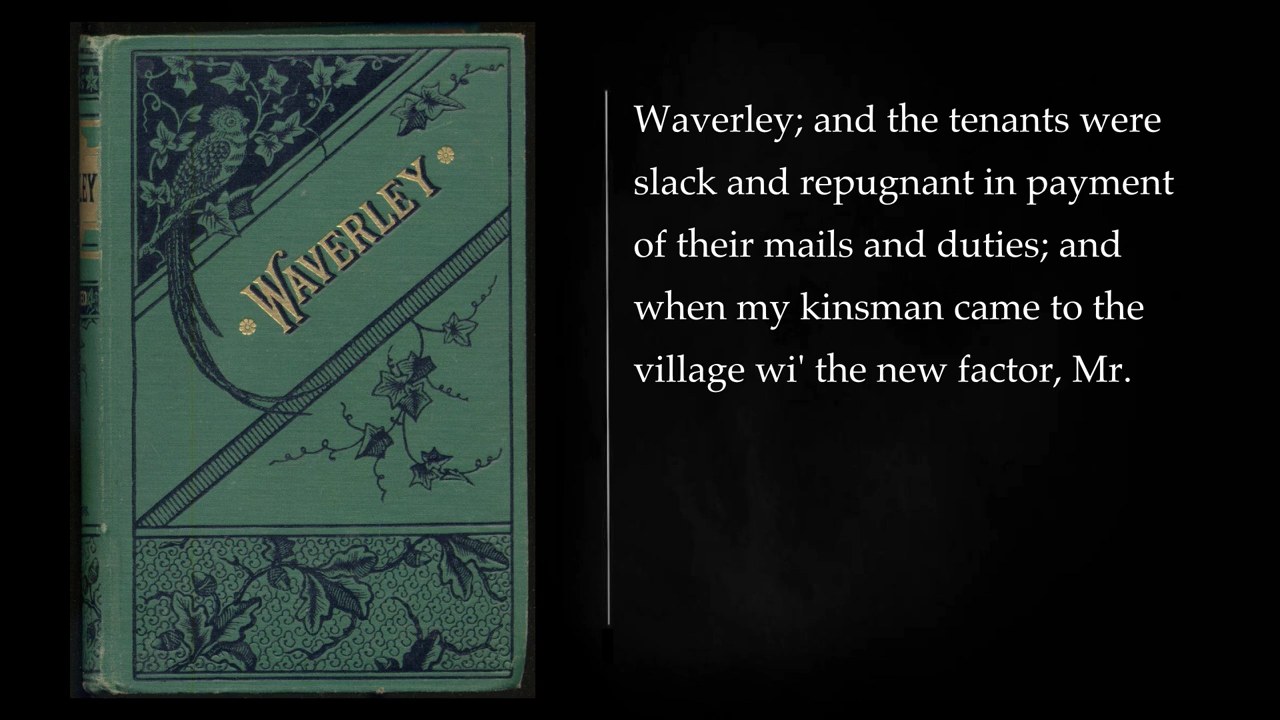 WAVERLEY
Waverley; and the tenants were
slack and repugnant in payment
of their mails and duties; and
when my kinsman came to the
village wi' the new factor, Mr.